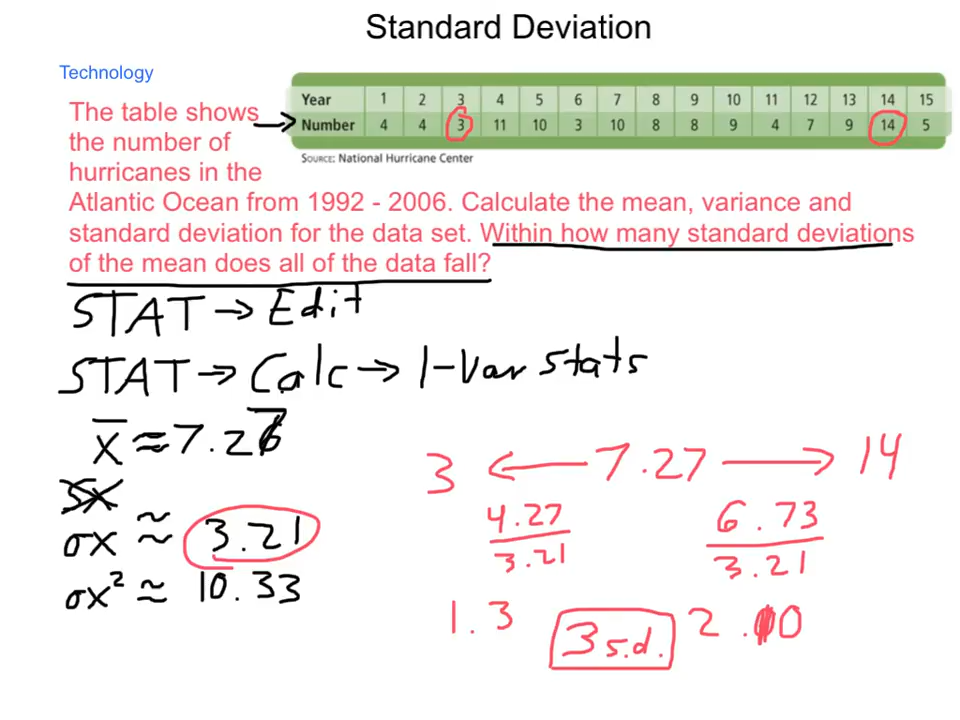 Standard Deviation
Technology
The table shows
the number of
hurricanes in the
Atlantic Ocean from 1992 - 2006. Calculate the mean, variance and
standard deviation for the data set. Within how many standard deviations
of the mean does all of the data fall?
Year 1 2 3 4 5 6 7 8 9 10 11 12 13 14 15
Number 4 4 3 11 10 3 10 8 8 9 4 7 9 14 5
SOURCE: National Hurricane Center
STAT → Edit
STAT → Calc → 1-Var Stats
x̄ ≈ 7.26
Sx ≈
σx ≈ 3.21
σx² ≈ 10.33
3 ← 7.27 → 14
4.27 6.73
3.21 3.21
1.3 3 s.d. 2.10